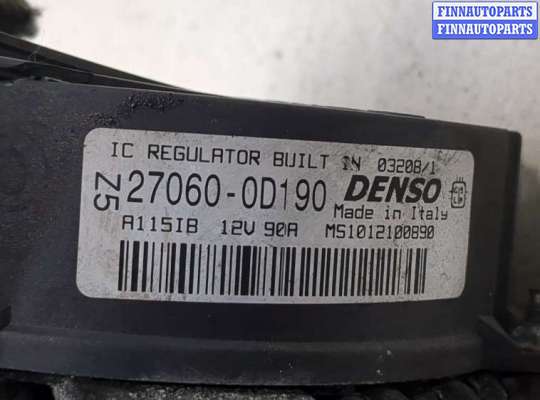 FINNAUTOPARTS
FINNAUTOPARTS
IC REGULATOR BUILT IN 03208/1
Z5 27060-0D190 DENSO
Made in Italy
A115IB 12V 90A MS1012100890